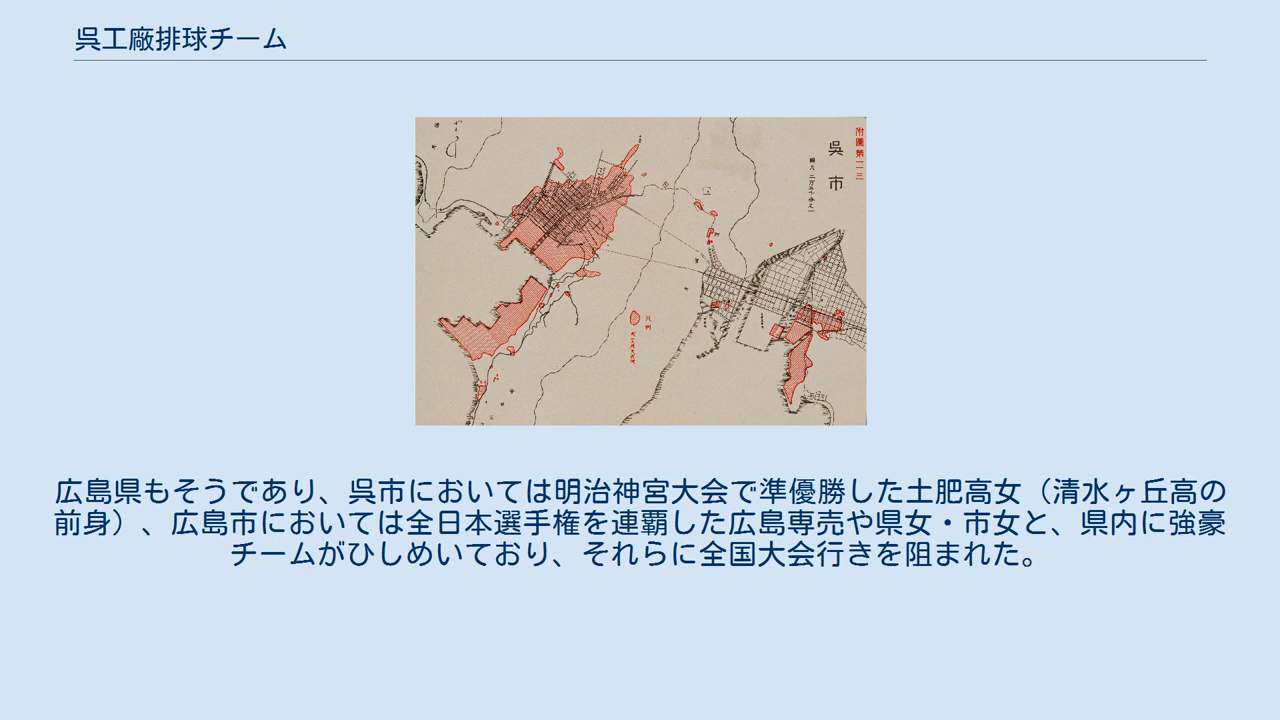 呉工廠排球チーム
附圖第一三
呉市
広島県もそうであり、呉市においては明治神宮大会で準優勝した土肥高女（清水ヶ丘高の
前身）、広島市においては全日本選手権を連覇した広島専売や県女・市女と、県内に強豪
チームがひしめいており、それらに全国大会行きを阻まれた。